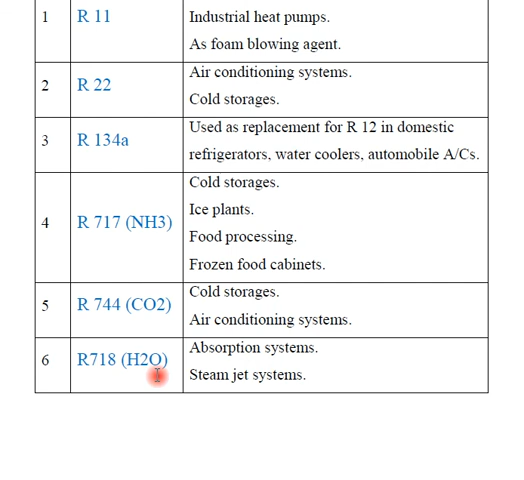 1
R 11
Industrial heat pumps.
As foam blowing agent.
2
R 22
Air conditioning systems.
Cold storages.
3
R 134a
Used as replacement for R 12 in domestic
refrigerators, water coolers, automobile A/Cs.
4
R 717 (NH3)
Cold storages.
Ice plants.
Food processing.
Frozen food cabinets.
5
R 744 (CO2)
Cold storages.
Air conditioning systems.
6
R718 (H2O)
Absorption systems.
Steam jet systems.